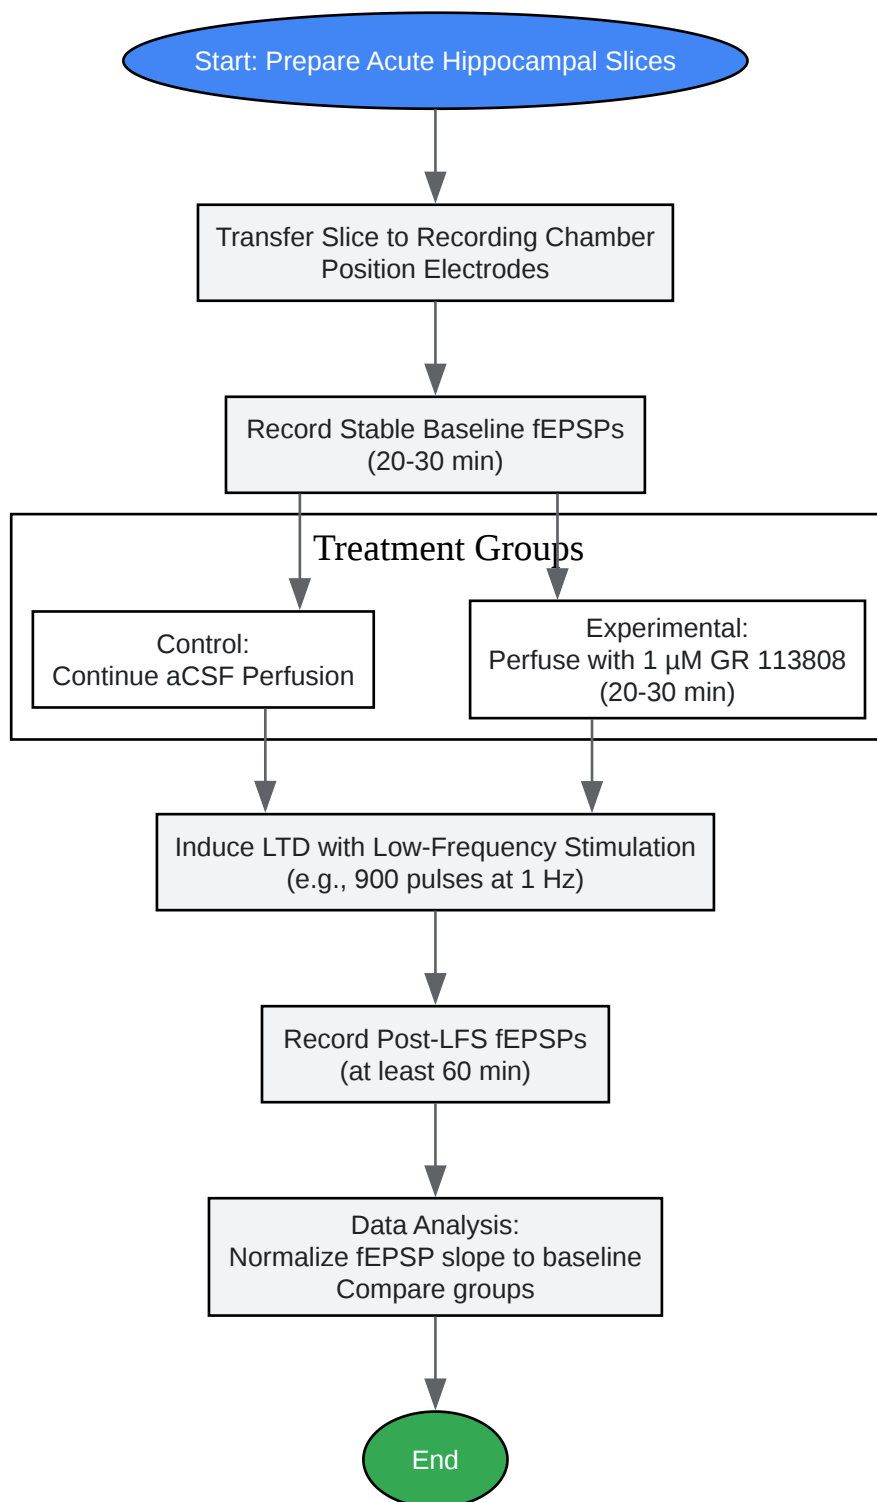 Start: Prepare Acute Hippocampal Slices
Transfer Slice to Recording Chamber
Position Electrodes
Record Stable Baseline fEPSPs
(20-30 min)
Treatment Groups
Control:
Continue aCSF Perfusion
Experimental:
Perfuse with 1 µM GR 113808
(20-30 min)
Induce LTD with Low-Frequency Stimulation
(e.g., 900 pulses at 1 Hz)
Record Post-LFS fEPSPs
(at least 60 min)
Data Analysis:
Normalize fEPSP slope to baseline
Compare groups
End